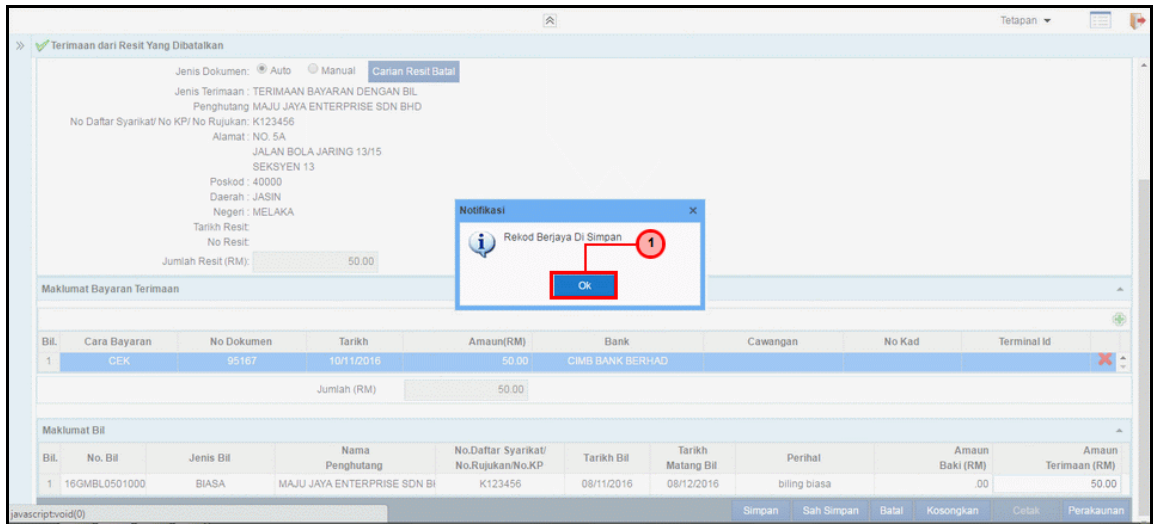 Tetapan
Terimaan dari Resit Yang Dibatalkan
Jenis Dokumen: Auto Manual Carian Resit Batal
Jenis Terimaan : TERIMAAN BAYARAN DENGAN BIL
Penghutang MAJU JAYA ENTERPRISE SDN BHD
No Daftar Syarikat/ No KP/ No Rujukan: K123456
Alamat : NO. 5A
JALAN BOLA JARING 13/15
SEKSYEN 13
Poskod : 40000
Daerah : JASIN
Negeri : MELAKA
Tarikh Resit:
No Resit:
Jumlah Resit (RM): 50.00
Notifikasi x
Rekod Berjaya Di Simpan
1
Ok
Maklumat Bayaran Terimaan
Bil. Cara Bayaran No Dokumen Tarikh Amaun(RM) Bank Cawangan No Kad Terminal Id
1 CEK 95167 10/11/2016 50.00 CIMB BANK BERHAD
Jumlah (RM) 50.00
Maklumat Bil
Bil. No. Bil Jenis Bil Nama Penghutang No.Daftar Syarikat/ No.Rujukan/No.KP Tarikh Bil Tarikh Matang Bil Perihal Amaun Baki (RM) Amaun Terimaan (RM)
1 16GMBL0501000 BIASA MAJU JAYA ENTERPRISE SDN BH K123456 08/11/2016 08/12/2016 biling biasa .00 50.00
javascript:void(0) Simpan Sah Simpan Batal Kosongkan Cetak Perakaunan